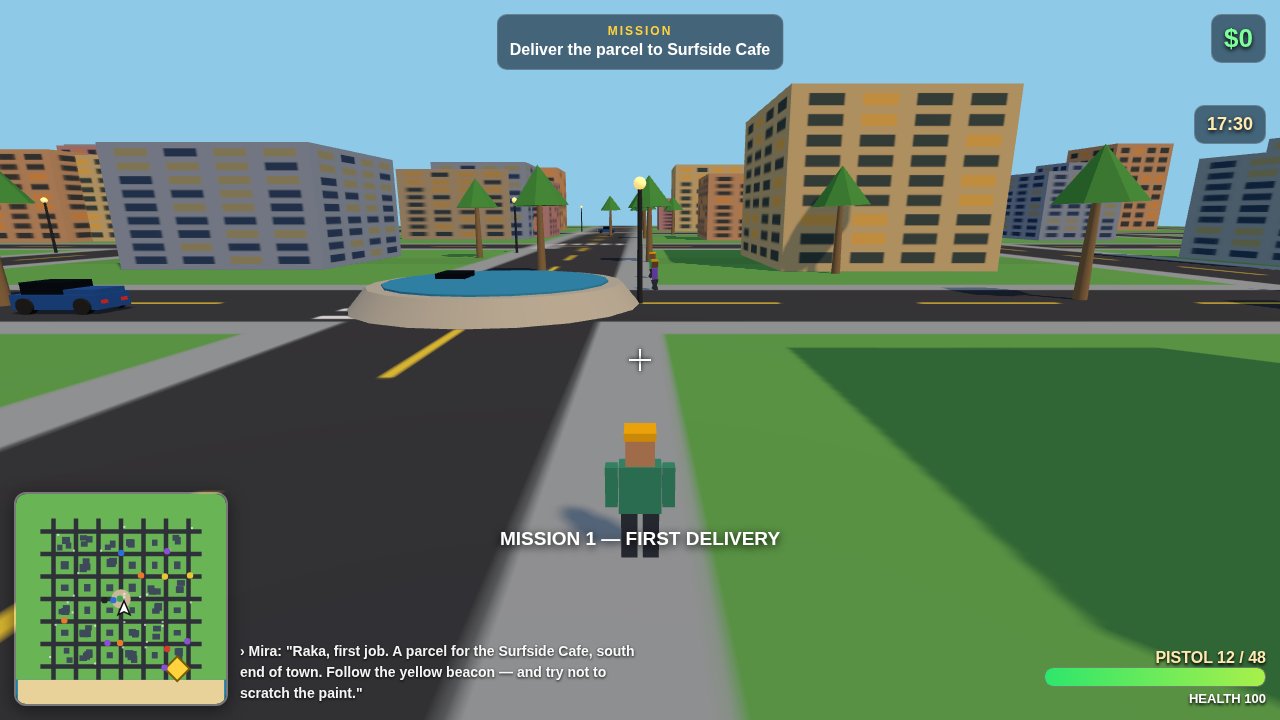 MISSION
Deliver the parcel to Surfside Cafe
$0
17:30
MISSION 1 — FIRST DELIVERY
› Mira: "Raka, first job. A parcel for the Surfside Cafe, south
end of town. Follow the yellow beacon — and try not to
scratch the paint."
PISTOL 12 / 48
HEALTH 100